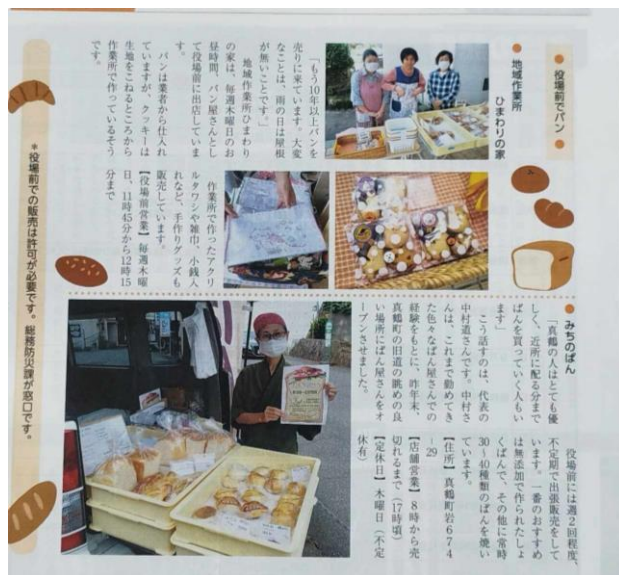 役場前でパン
地域作業所
ひまわりの家
「もう10年以上パンを
売りに来ています。大変
なことは、雨の日は屋根
が無いことです。」
地域作業所ひまわり
の家は、毎週木曜日のお
昼時間、パン屋さんとし
て役場前に出店していま
す。
パンは業者から仕入れ
ていますが、クッキーは
生地をこねるところから
作業所で作っているそう
です。
作業所で作ったアクリ
ルタワシや雑巾、小銭入
れなど、手作りグッズも
販売しています。
【役場前営業】毎週木曜
日、11時45分から12時15
分まで
みちのぱん
「真鶴の人はとても優
しく、近所に配る分まで
ぱんを買っていく人もい
ます」
こう話すのは、代表の
中村道さんです。中村さ
んは、これまで勤めてき
た色々なぱん屋さんでの
経験をもとに、昨年末、
真鶴町の旧道の眺めの良
い場所にぱん屋さんをオ
ープンさせました。
役場前には週2回程度、
不定期で出張販売をして
います。一番のおすすめ
は無添加で作られたしょ
くぱんで、その他に常時
30~40種類のぱんを焼い
ています。
【住所】真鶴町岩674
-29
【店舗営業】8時から売
切れるまで(17時頃)
【定休日】木曜日(不定
休有)
*役場前での販売は許可が必要です。総務防災課が窓口です。